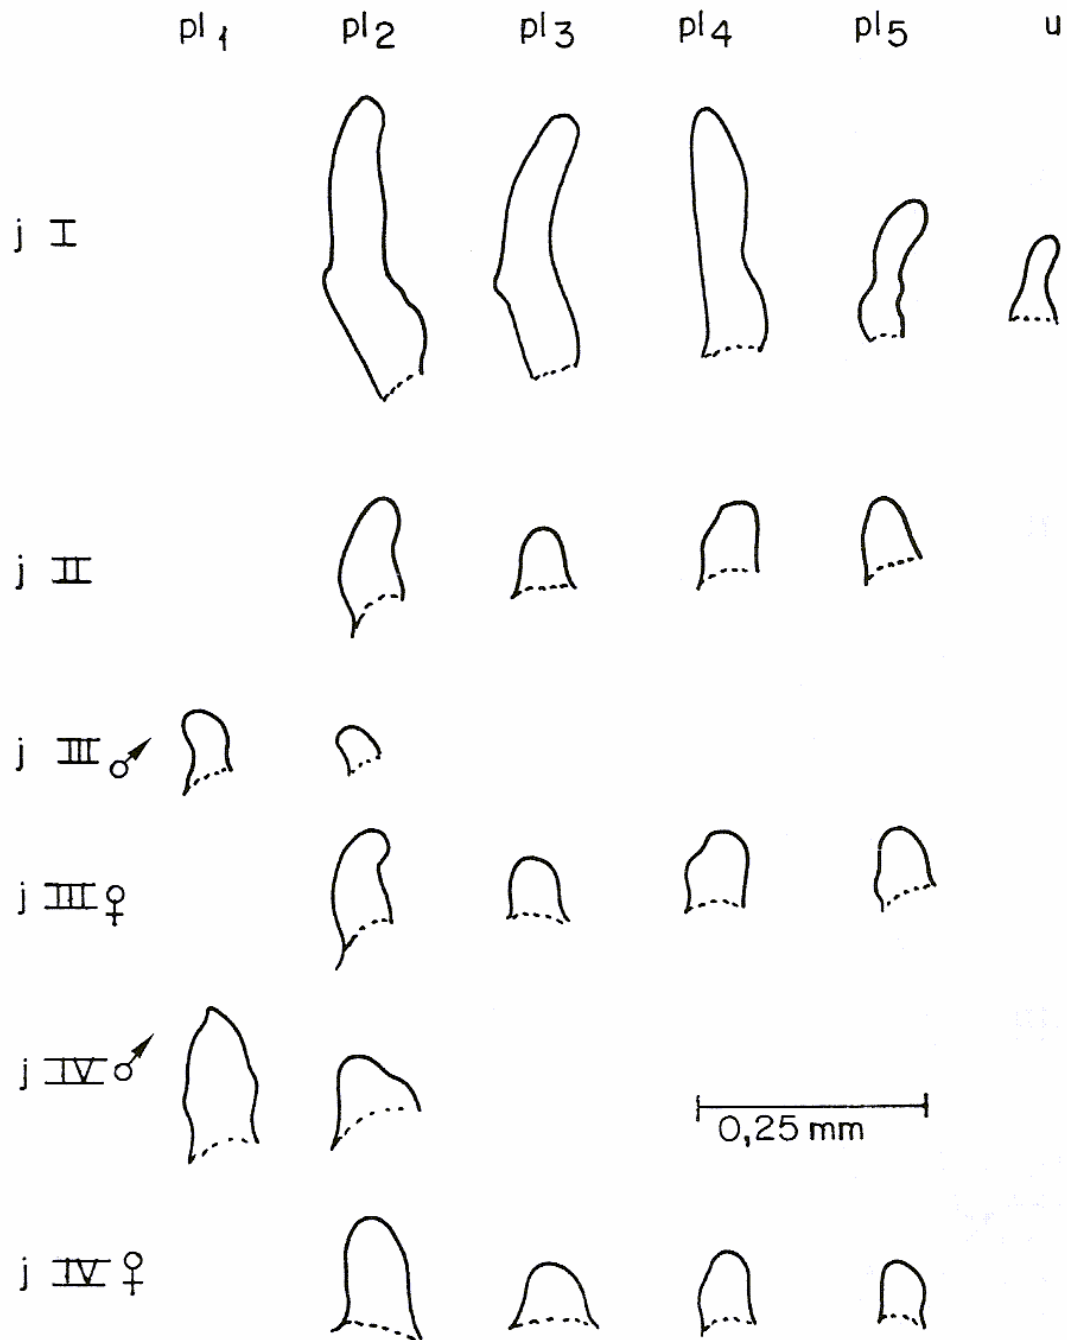 pl1 pl2 pl3 pl4 pl5 u
j I
j II
j III ♂
j III ♀
j IV ♂
0,25 mm
j IV ♀